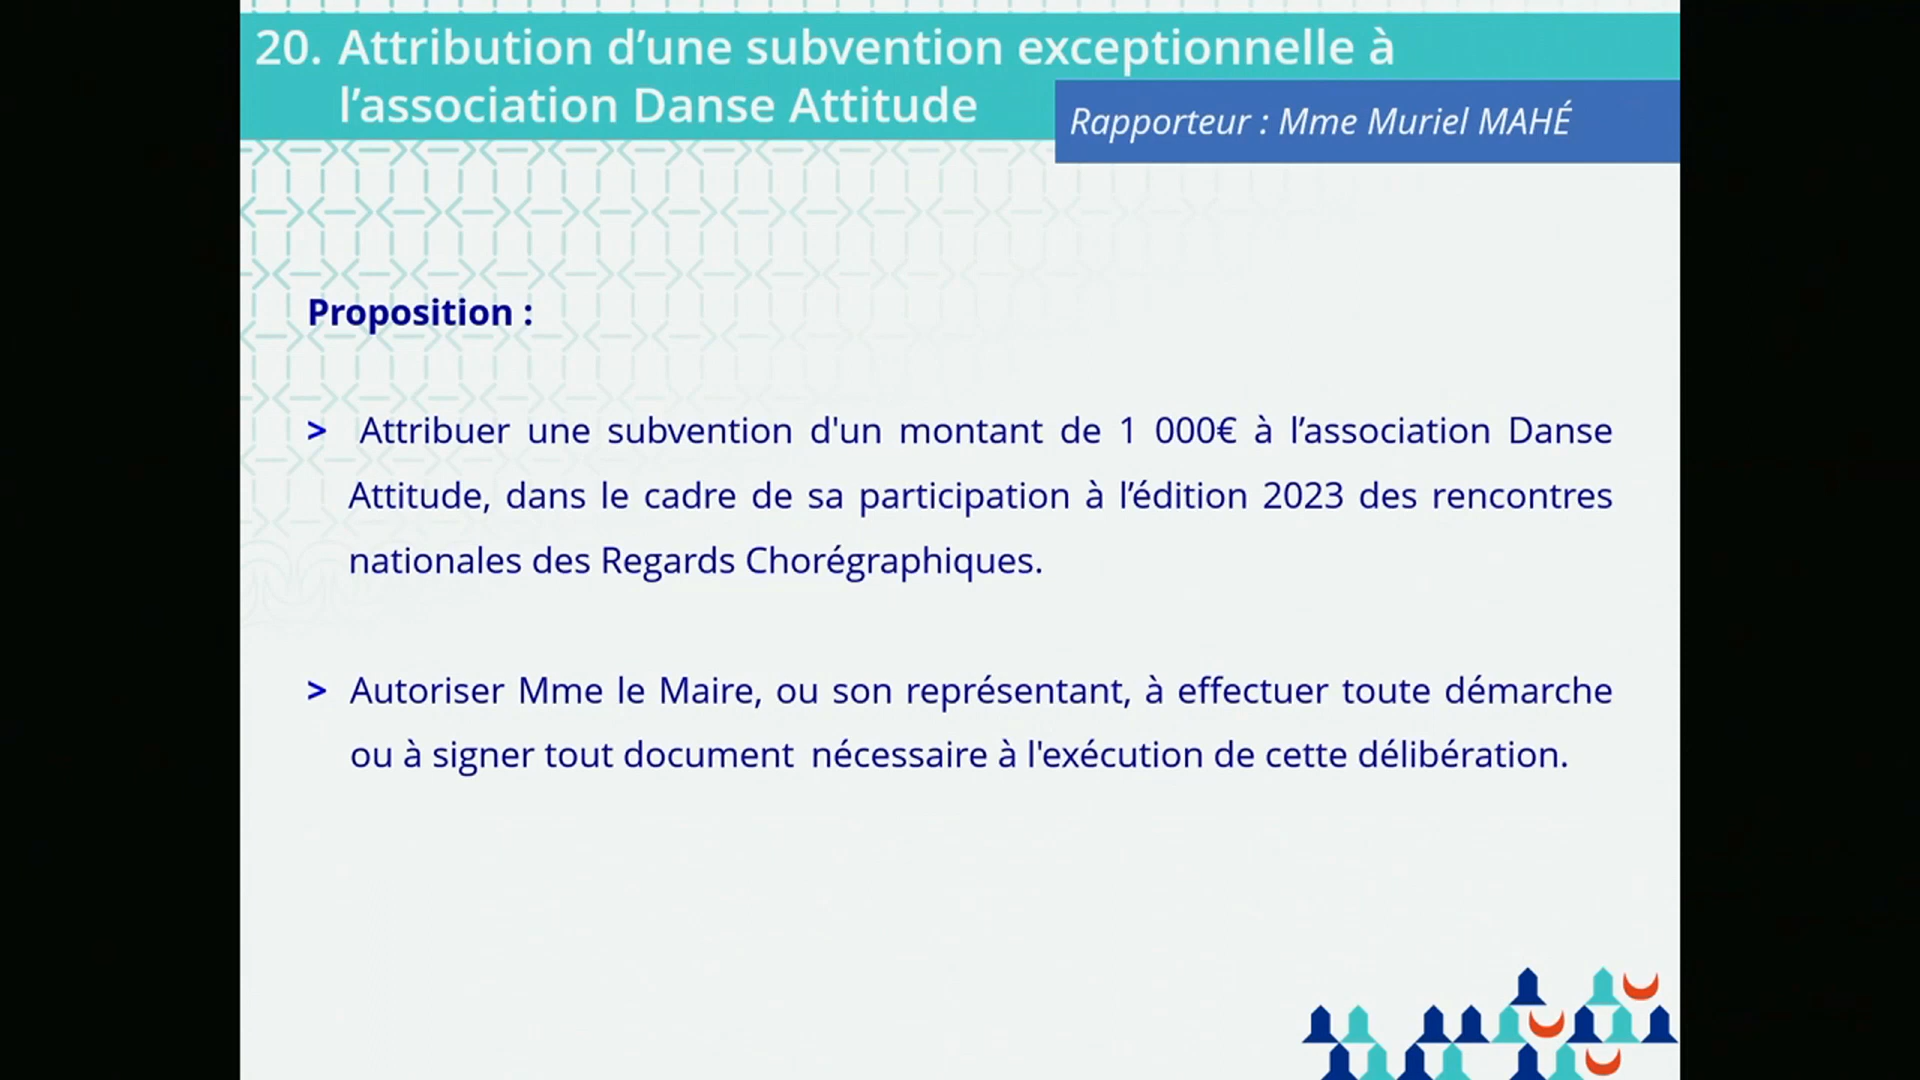 20. Attribution d’une subvention exceptionnelle à
l’association Danse Attitude
Rapporteur : Mme Muriel MAHÉ
Proposition :
> Attribuer une subvention d'un montant de 1 000€ à l’association Danse
Attitude, dans le cadre de sa participation à l’édition 2023 des rencontres
nationales des Regards Chorégraphiques.
> Autoriser Mme le Maire, ou son représentant, à effectuer toute démarche
ou à signer tout document nécessaire à l'exécution de cette délibération.